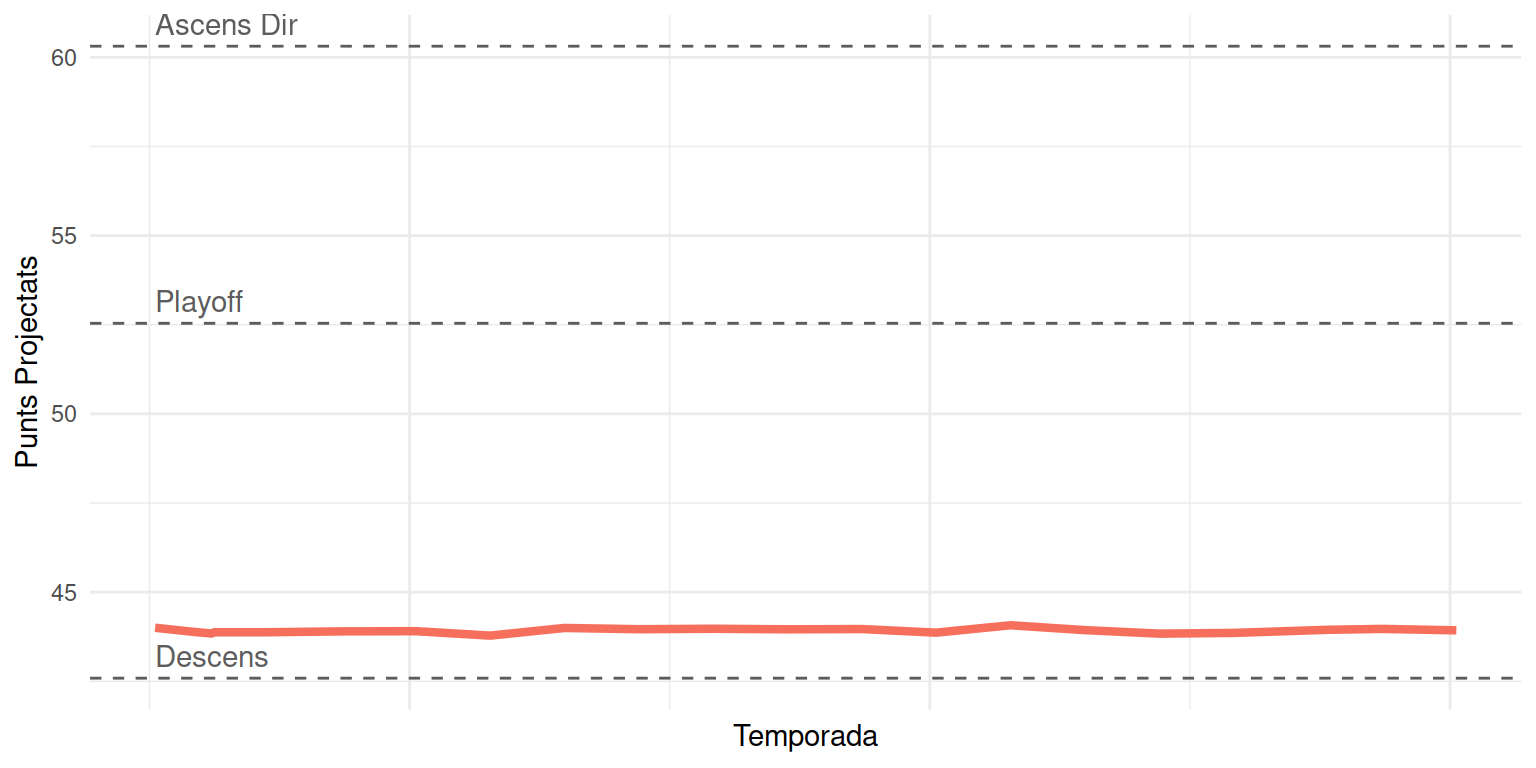 Ascens Dir
60
55
Playoff
50
45
Descens
Punts Projectats
Temporada